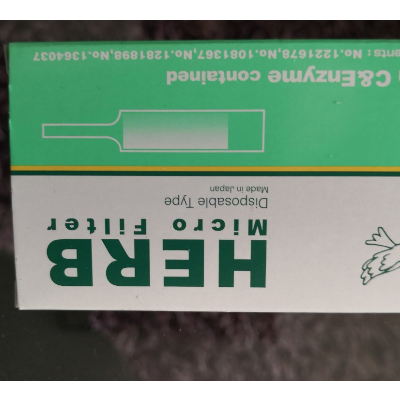 HERB
Micro Filter
Disposable Type
Made in Japan
C&Enzyme contained
ents : No.1221678,No.1081367,No.1281898,No.1364037